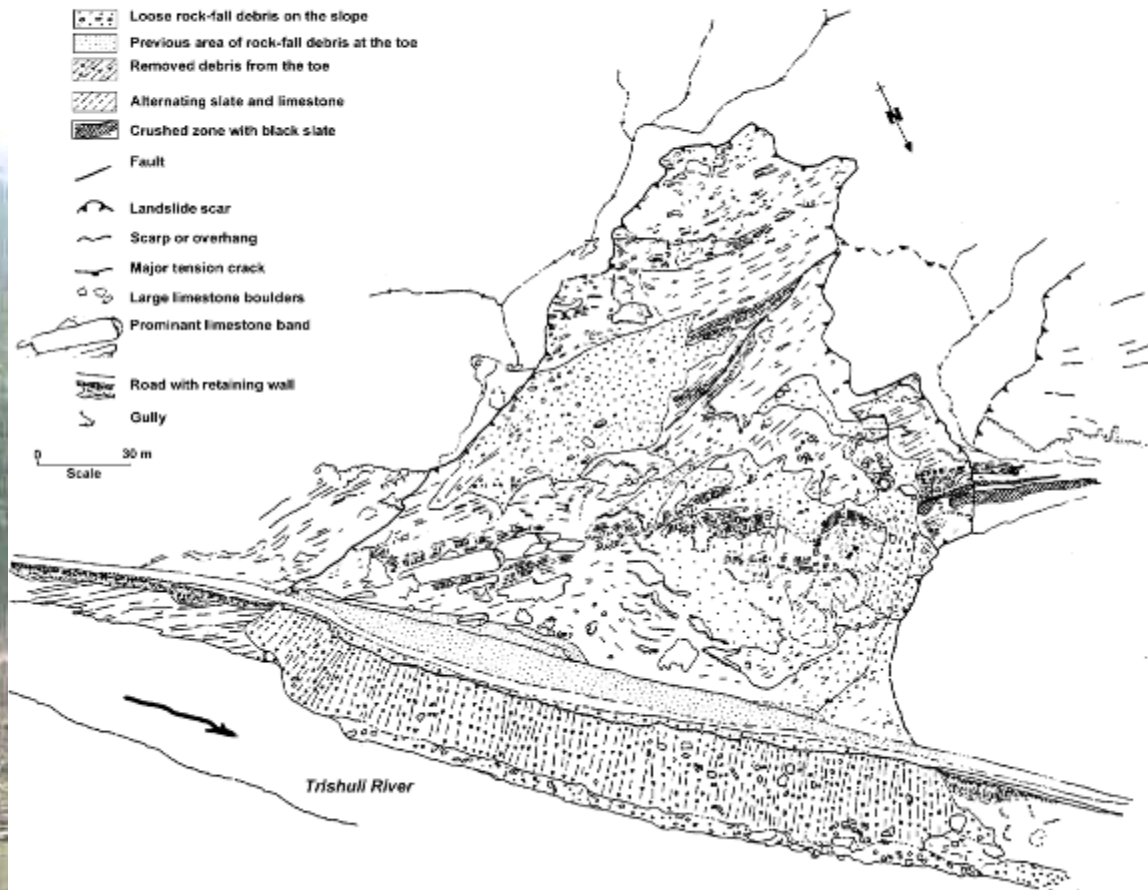 Loose rock-fall debris on the slope
Previous area of rock-fall debris at the toe
Removed debris from the toe
Alternating slate and limestone
Crushed zone with black slate
Fault
Landslide scar
Scarp or overhang
Major tension crack
Large limestone boulders
Prominant limestone band
Road with retaining wall
Gully
0 30 m
Scale
N
Trishuli River